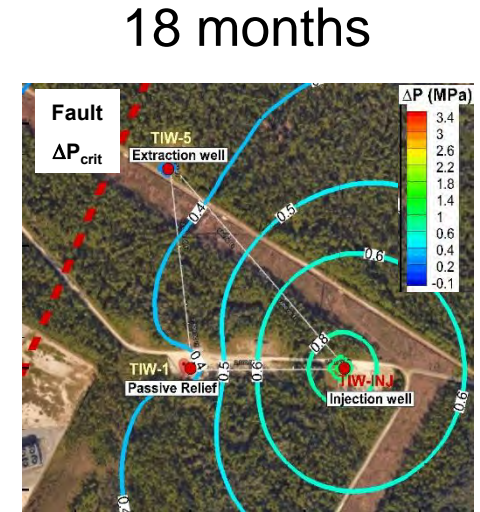 18 months
ΔP (MPa)
Fault
ΔPcrit
3.4
3
2.6
2.2
1.8
1.4
1
0.6
0.4
0.2
-0.1
TIW-5
Extraction well
0.4
0.5
0.6
0.8
0.4
0.5
0.6
TIW-1
Passive Relief
TIW-INJ
Injection well
0.6